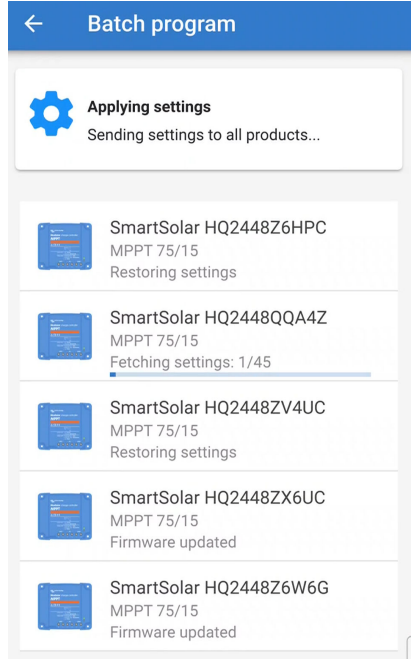 Batch program
Applying settings
Sending settings to all products...
SmartSolar HQ2448Z6HPC
MPPT 75/15
Restoring settings
SmartSolar HQ2448QQA4Z
MPPT 75/15
Fetching settings: 1/45
SmartSolar HQ2448ZV4UC
MPPT 75/15
Restoring settings
SmartSolar HQ2448ZX6UC
MPPT 75/15
Firmware updated
SmartSolar HQ2448Z6W6G
MPPT 75/15
Firmware updated